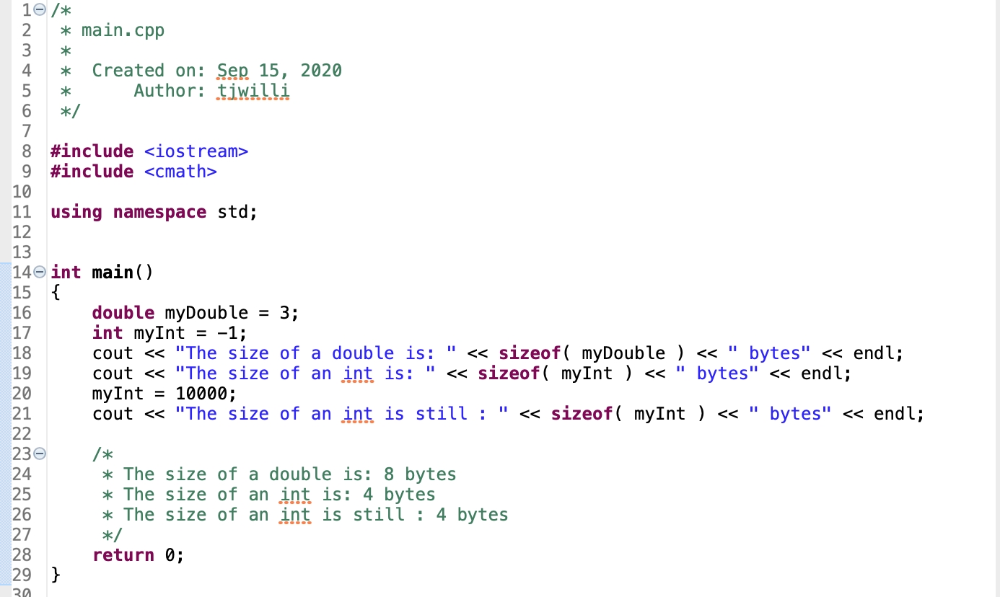 1 /*
2  * main.cpp
3  *
4  *  Created on: Sep 15, 2020
5  *      Author: tjwilli
6  */
7
8 #include <iostream>
9 #include <cmath>
10
11 using namespace std;
12
13
14 int main()
15 {
16     double myDouble = 3;
17     int myInt = -1;
18     cout << "The size of a double is: " << sizeof( myDouble ) << " bytes" << endl;
19     cout << "The size of an int is: " << sizeof( myInt ) << " bytes" << endl;
20     myInt = 10000;
21     cout << "The size of an int is still : " << sizeof( myInt ) << " bytes" << endl;
22
23     /*
24      * The size of a double is: 8 bytes
25      * The size of an int is: 4 bytes
26      * The size of an int is still : 4 bytes
27      */
28     return 0;
29 }
30